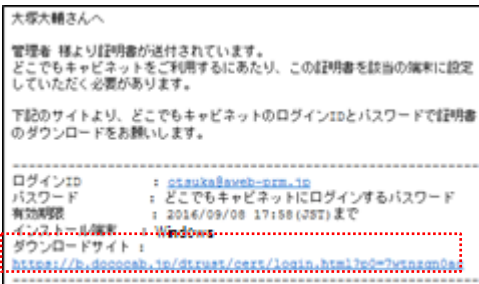 大塚大輔さんへ
管理者 様より証明書が送付されています。
どこでもキャビネットをご利用するにあたり、この証明書を該当の端末に設定
していただく必要があります。
下記のサイトより、どこでもキャビネットのログインIDとパスワードで証明書
のダウンロードをお願いします。
ログインID : otsuka@aweb-prm.jp
パスワード : どこでもキャビネットにログインするパスワード
有効期限 : 2016/09/08 17:58(JST)まで
インストール端末 : Windows
ダウンロードサイト :